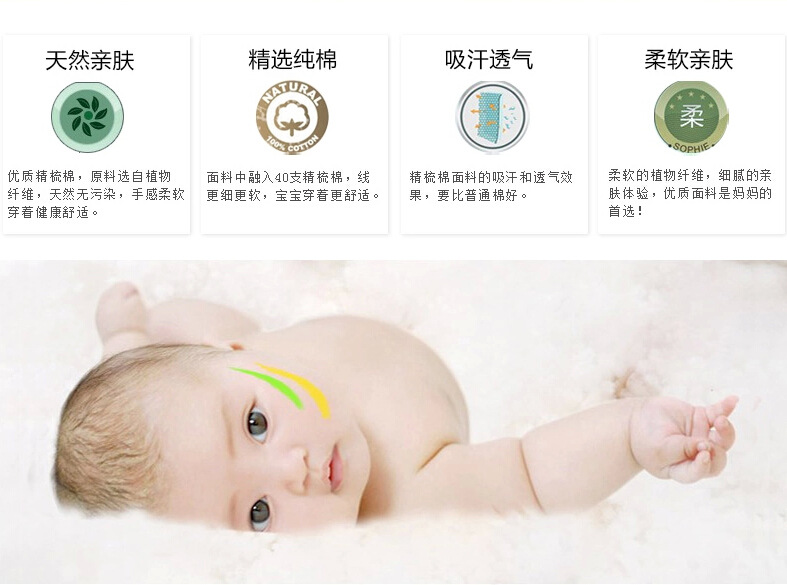 天然亲肤
优质精梳棉，原料选自植物
纤维，天然无污染，手感柔软
穿着健康舒适。
精选纯棉
NATURAL
100% COTTON
面料中融入40支精梳棉，线
更细更软，宝宝穿着更舒适。
吸汗透气
精梳棉面料的吸汗和透气效
果，要比普通棉好。
柔软亲肤
柔
SOPHIE
柔软的植物纤维，细腻的亲
肤体验，优质面料是妈妈的
首选！